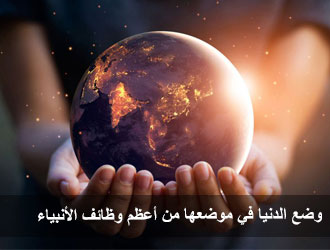 وضع الدنيا في موضعها من أعظم وظائف الأنبياء